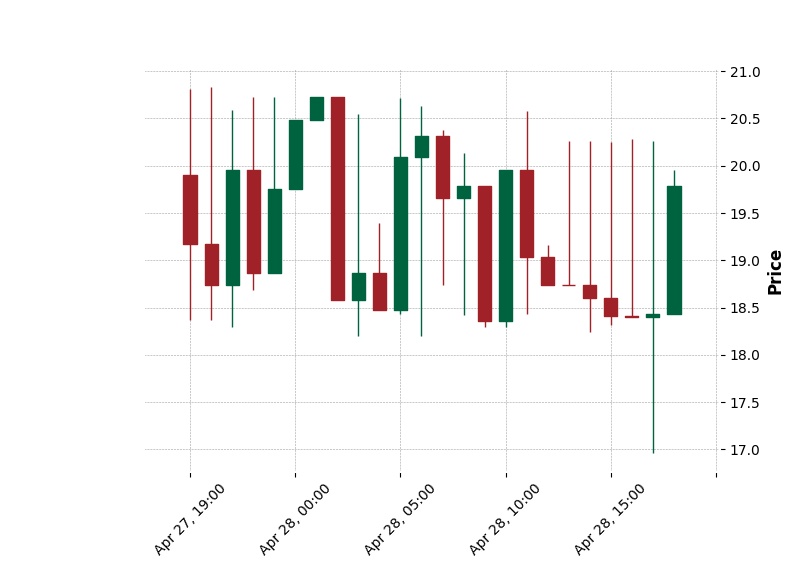 21.0
20.5
20.0
19.5
19.0
18.5
18.0
17.5
17.0
Price
Apr 27, 19:00
Apr 28, 00:00
Apr 28, 05:00
Apr 28, 10:00
Apr 28, 15:00